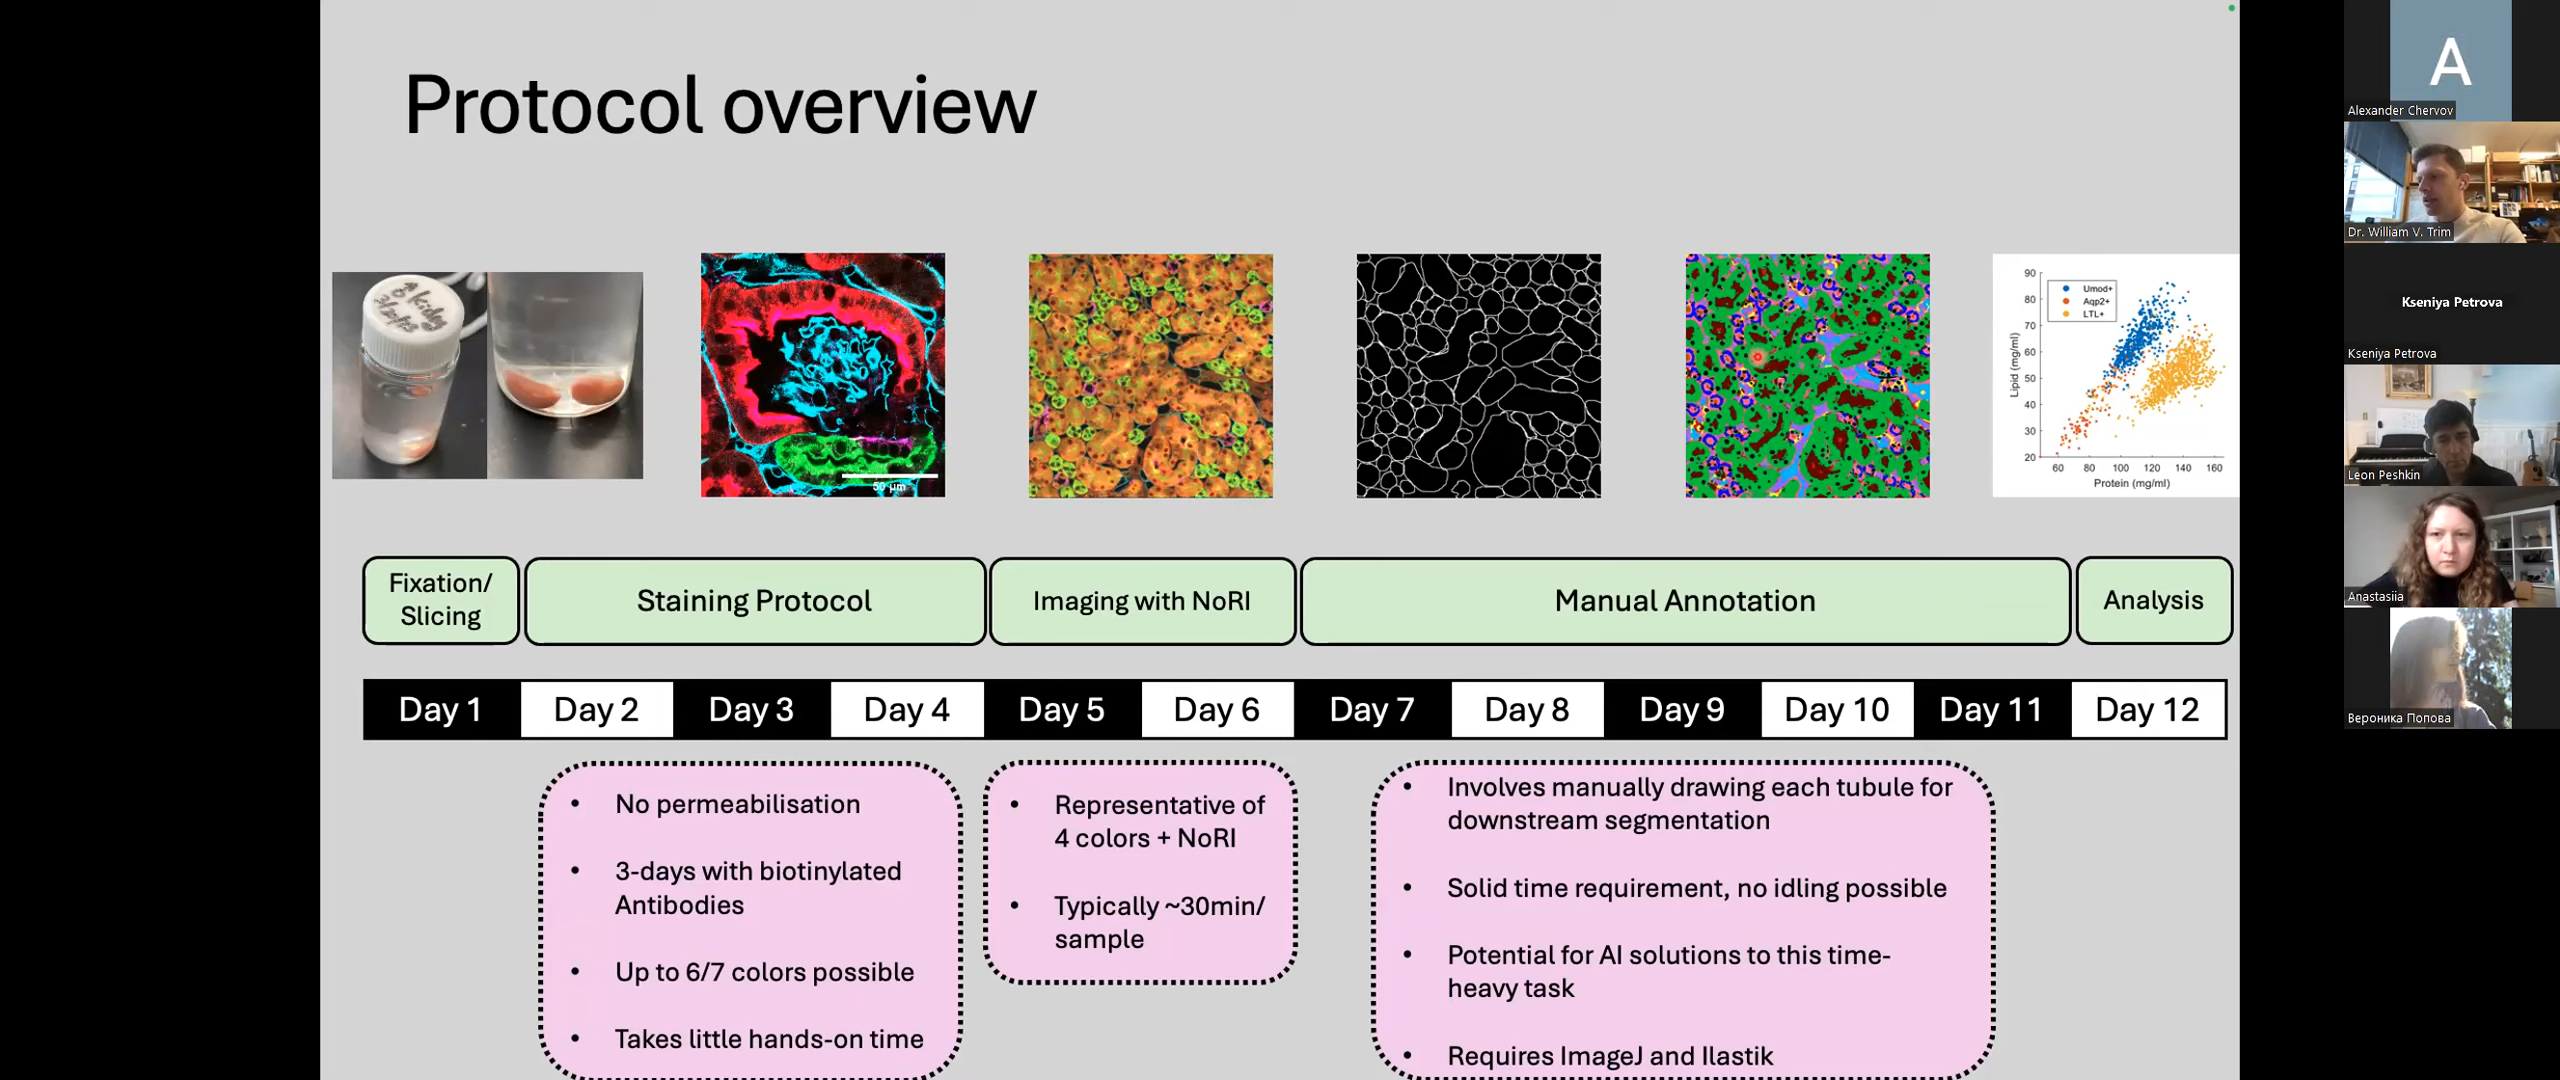 Protocol overview
↑ kidney
50 µm
90
80
70
60
50
40
30
20
60
80
100
120
140
160
Lipid (mg/ml)
Protein (mg/ml)
Umod+
Aqp2+
LTL+
Fixation/
Slicing
Staining Protocol
Imaging with NoRI
Manual Annotation
Analysis
Day 1
Day 2
Day 3
Day 4
Day 5
Day 6
Day 7
Day 8
Day 9
Day 10
Day 11
Day 12
• No permeabilisation
• 3-days with biotinylated
Antibodies
• Up to 6/7 colors possible
• Takes little hands-on time
• Representative of
4 colors + NoRI
• Typically ~30min/
sample
• Involves manually drawing each tubule for
downstream segmentation
• Solid time requirement, no idling possible
• Potential for AI solutions to this time-
heavy task
• Requires ImageJ and Ilastik
A
Alexander Chervov
Dr. William V. Trim
Kseniya Petrova
Kseniya Petrova
Leon Peshkin
Anastasiia
Вероника Попова